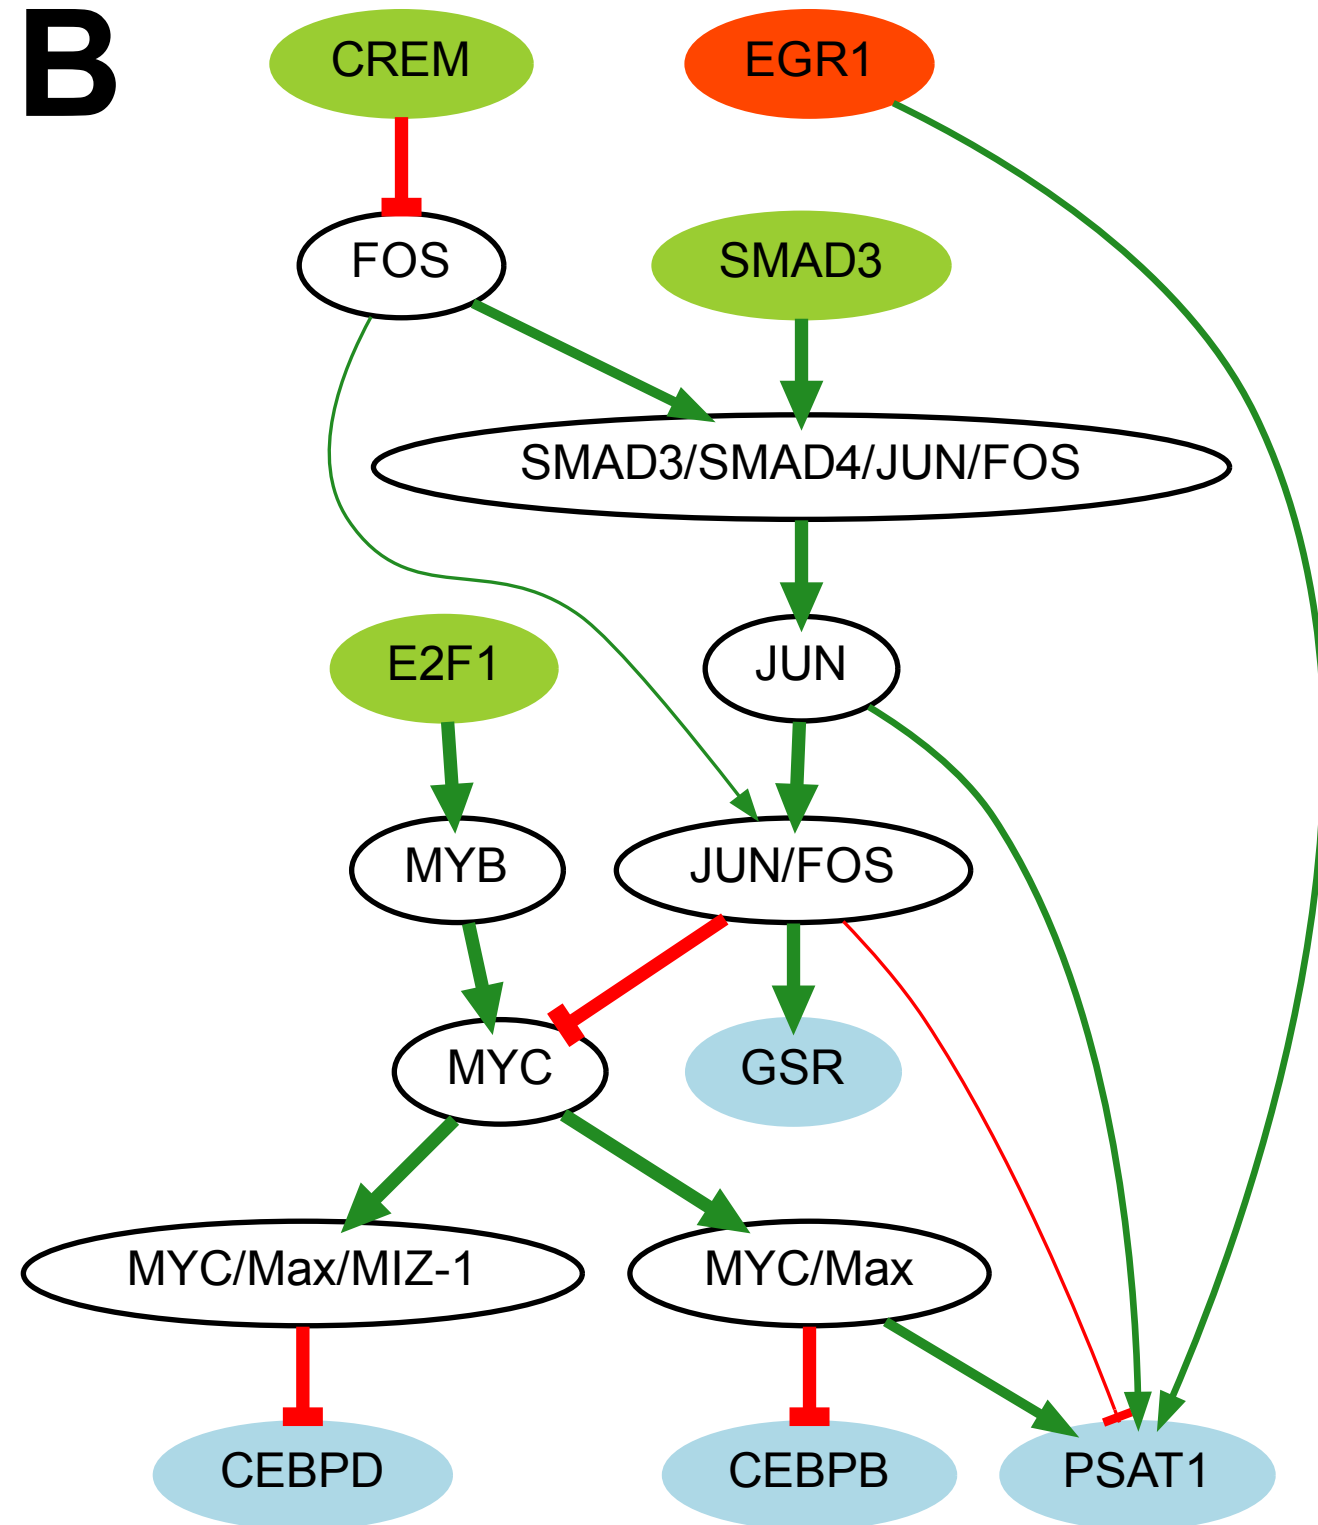 B
CREM
EGR1
FOS
SMAD3
SMAD3/SMAD4/JUN/FOS
E2F1
JUN
MYB
JUN/FOS
MYC
GSR
MYC/Max/MIZ-1
MYC/Max
CEBPD
CEBPB
PSAT1